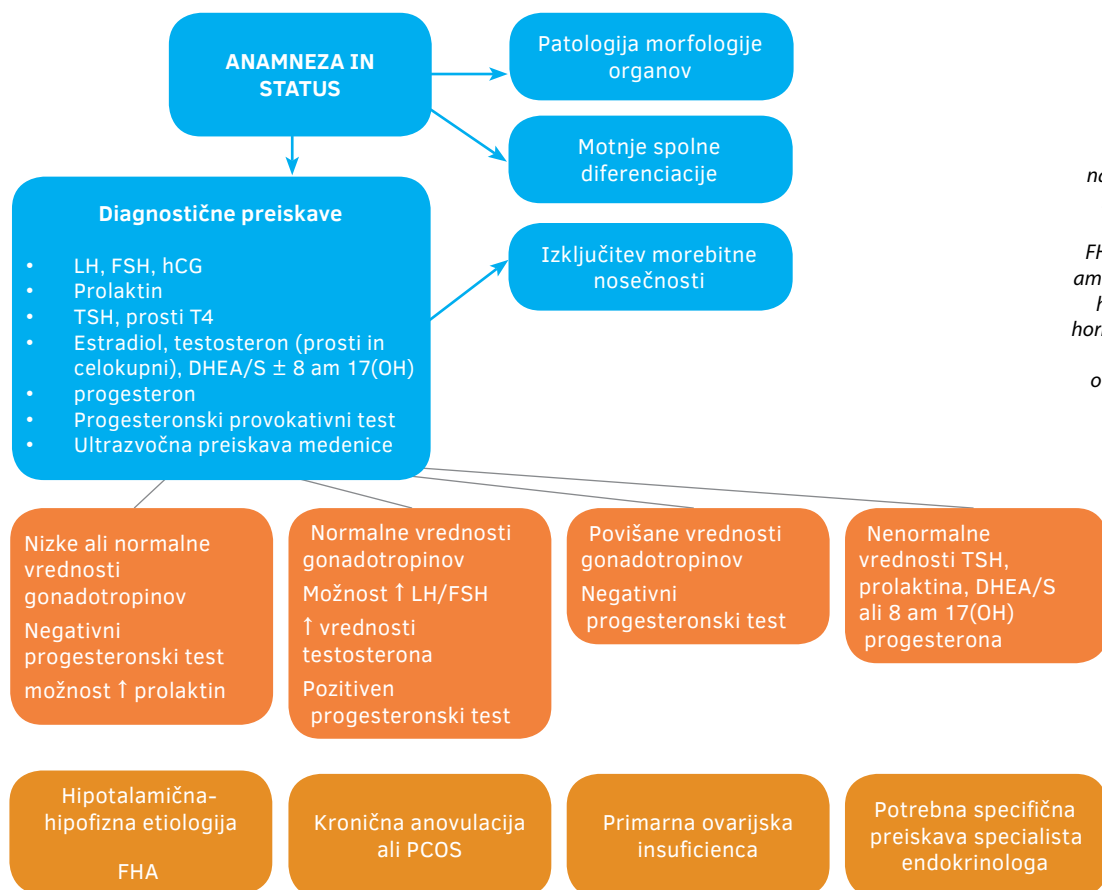 ANAMNEZA IN
STATUS
Patologija morfologije
organov
Motnje spolne
diferenciacije
Diagnostične preiskave
• LH, FSH, hCG
• Prolaktin
• TSH, prosti T4
• Estradiol, testosteron (prosti in
celokupni), DHEA/S ± 8 am 17(OH)
• progesteron
• Progesteronski provokativni test
• Ultrazvočna preiskava medenice
Izključitev morebitne
nosečnosti
Nizke ali normalne
vrednosti
gonadotropinov
Negativni
progesteronski test
možnost ↑ prolaktin
Normalne vrednosti
gonadotropinov
Možnost ↑ LH/FSH
↑ vrednosti
testosterona
Pozitiven
progesteronski test
Povišane vrednosti
gonadotropinov
Negativni
progesteronski test
Nenormalne
vrednosti TSH,
prolaktina, DHEA/S
ali 8 am 17(OH)
progesterona
Hipotalamična-
hipofizna etiologija
FHA
Kronična anovulacija
ali PCOS
Primarna ovarijska
insuficienca
Potrebna specifična
preiskava specialista
endokrinologa